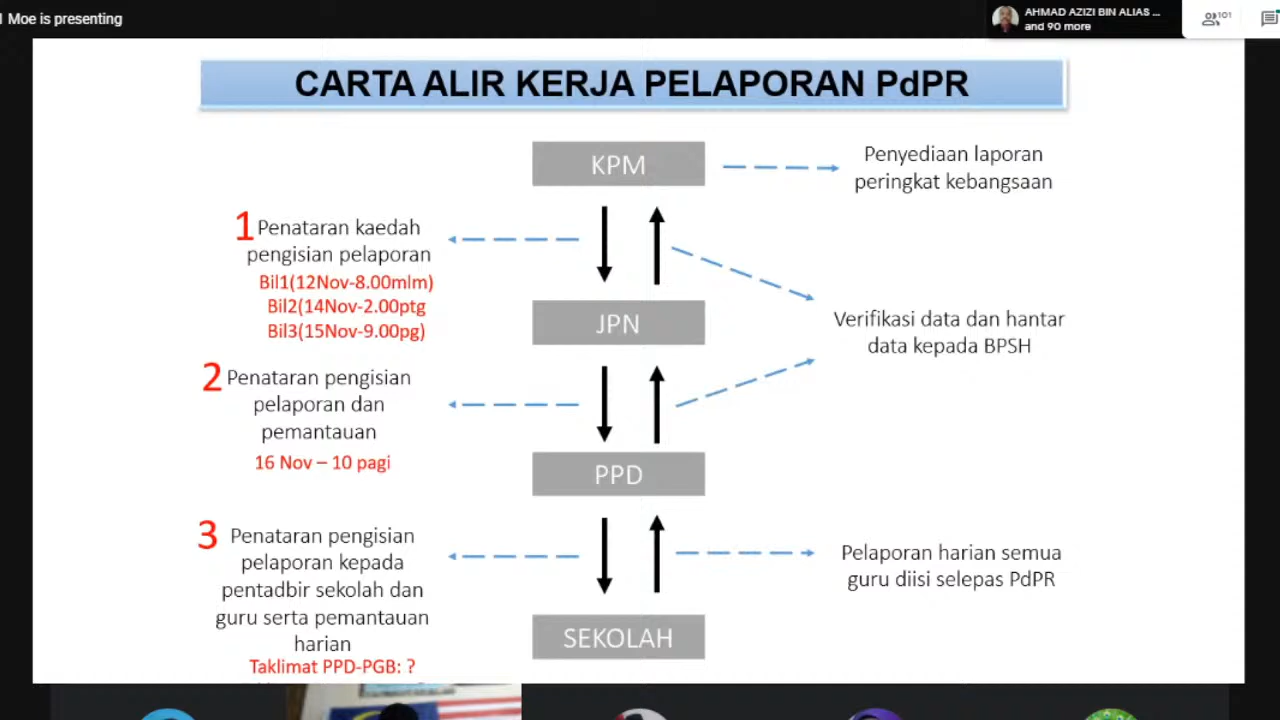 Moe is presenting
AHMAD AZIZI BIN ALIAS ...
and 90 more
101
CARTA ALIR KERJA PELAPORAN PdPR
KPM
Penyediaan laporan
peringkat kebangsaan
1 Penataran kaedah
pengisian pelaporan
Bil1(12Nov-8.00mlm)
Bil2(14Nov-2.00ptg
Bil3(15Nov-9.00pg)
JPN
Verifikasi data dan hantar
data kepada BPSH
2 Penataran pengisian
pelaporan dan
pemantauan
16 Nov – 10 pagi
PPD
3 Penataran pengisian
pelaporan kepada
pentadbir sekolah dan
guru serta pemantauan
harian
Taklimat PPD-PGB: ?
Pelaporan harian semua
guru diisi selepas PdPR
SEKOLAH